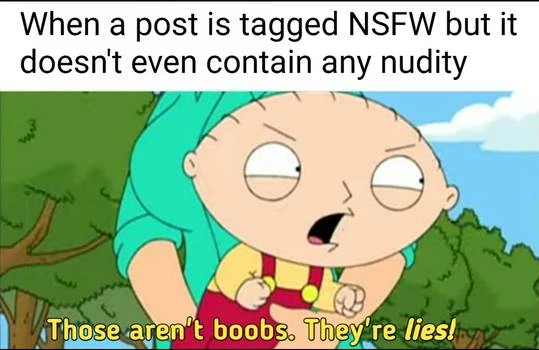 When a post is tagged NSFW but it
doesn't even contain any nudity
Those aren't boobs. They're lies!